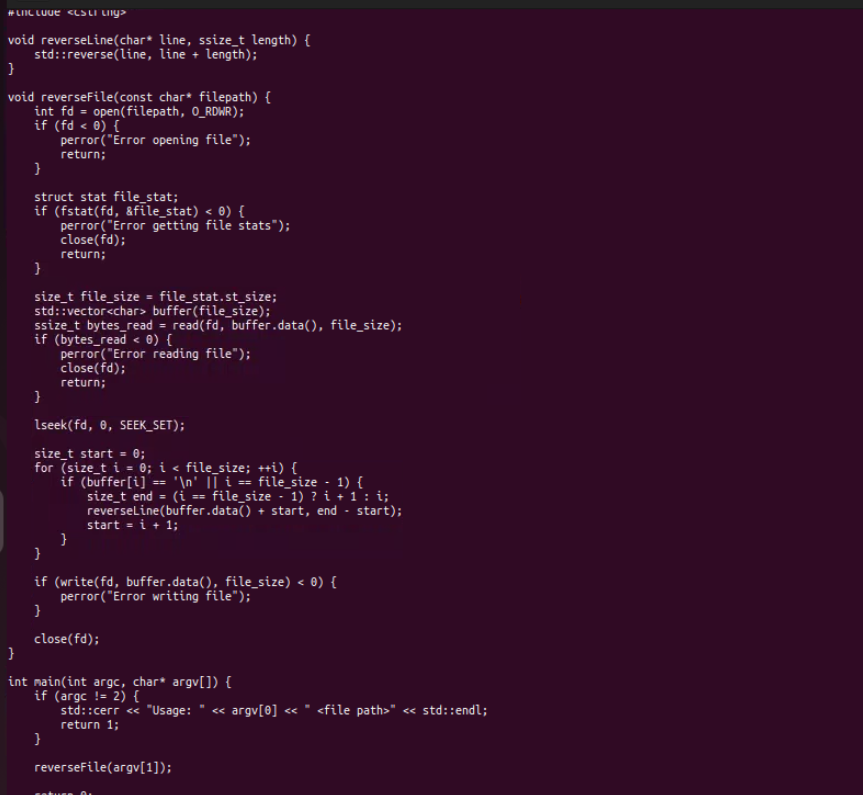 #include <cstring>
void reverseLine(char* line, ssize_t length) {
    std::reverse(line, line + length);
}
void reverseFile(const char* filepath) {
    int fd = open(filepath, O_RDWR);
    if (fd < 0) {
        perror("Error opening file");
        return;
    }
    struct stat file_stat;
    if (fstat(fd, &file_stat) < 0) {
        perror("Error getting file stats");
        close(fd);
        return;
    }
    size_t file_size = file_stat.st_size;
    std::vector<char> buffer(file_size);
    ssize_t bytes_read = read(fd, buffer.data(), file_size);
    if (bytes_read < 0) {
        perror("Error reading file");
        close(fd);
        return;
    }
    lseek(fd, 0, SEEK_SET);
    size_t start = 0;
    for (size_t i = 0; i < file_size; ++i) {
        if (buffer[i] == '\n' || i == file_size - 1) {
            size_t end = (i == file_size - 1) ? i + 1 : i;
            reverseLine(buffer.data() + start, end - start);
            start = i + 1;
        }
    }
    if (write(fd, buffer.data(), file_size) < 0) {
        perror("Error writing file");
    }
    close(fd);
}
int main(int argc, char* argv[]) {
    if (argc != 2) {
        std::cerr << "Usage: " << argv[0] << " <file path>" << std::endl;
        return 1;
    }
    reverseFile(argv[1]);
    return 0;